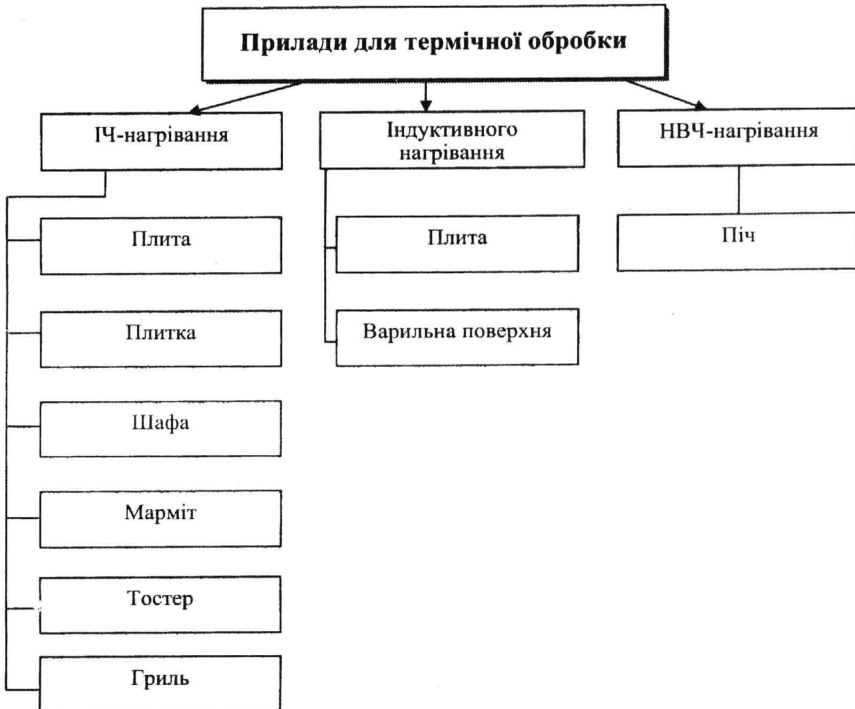 Прилади для термічної обробки
ІЧ-нагрівання
Індуктивного
нагрівання
НВЧ-нагрівання
Плита
Плита
Піч
Плитка
Варильна поверхня
Шафа
Марміт
Тостер
Гриль